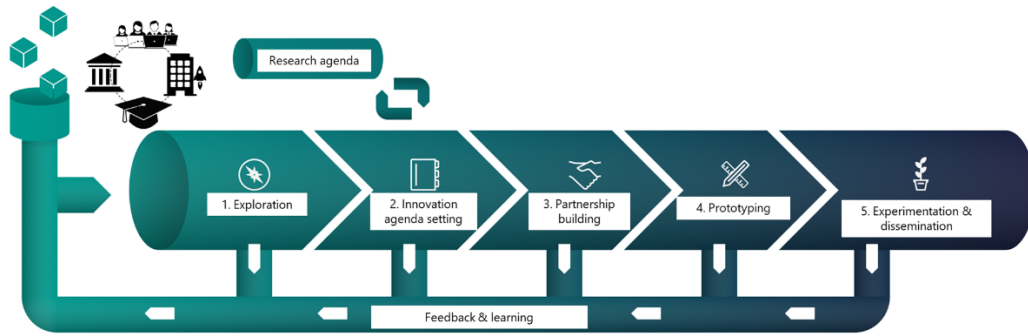 Research agenda
1. Exploration
2. Innovation
agenda setting
3. Partnership
building
4. Prototyping
5. Experimentation &
dissemination
Feedback & learning